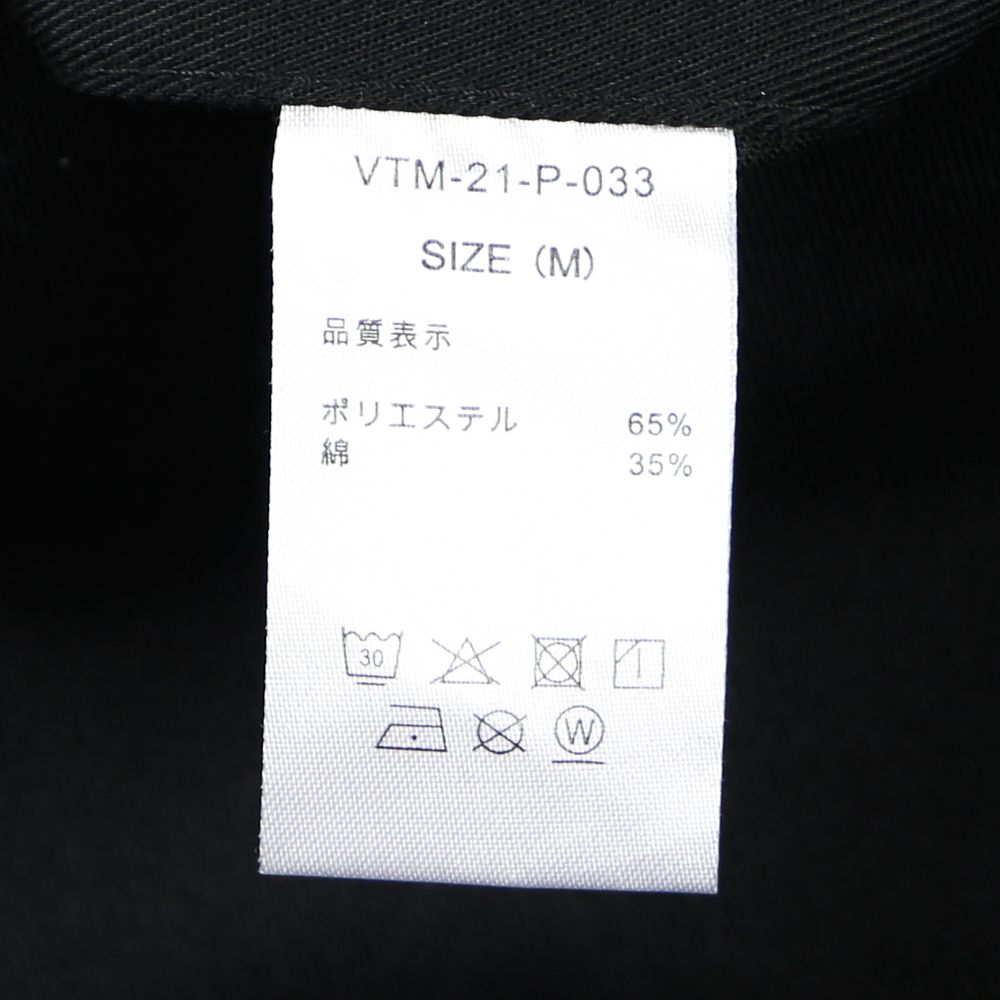 VTM-21-P-033
SIZE (M)
品質表示
ポリエステル 65%
綿 35%
30
W